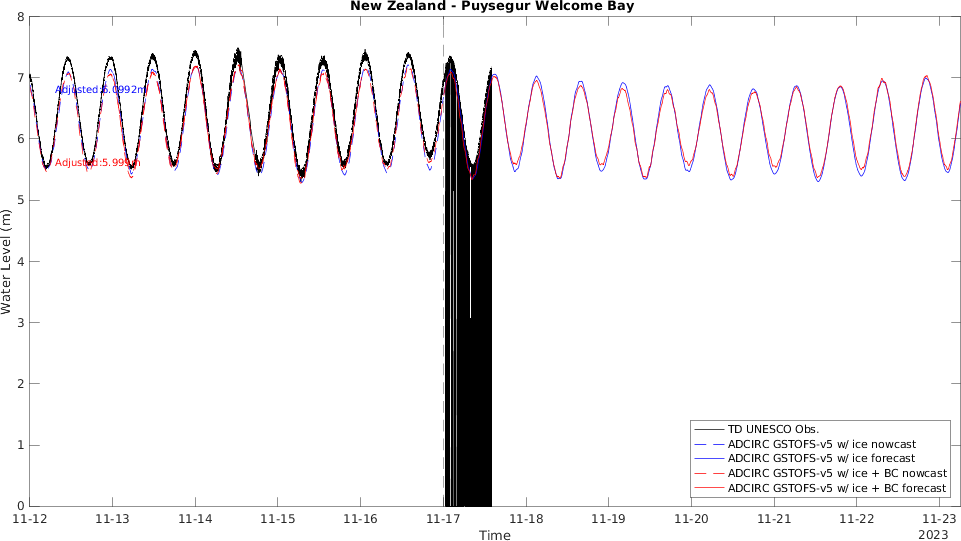 New Zealand - Puysegur Welcome Bay
8
7
6
5
4
3
2
1
0
Water Level (m)
Adjusted:6.0992m
Adjusted:5.999m
TD UNESCO Obs.
ADCIRC GSTOFS-v5 w/ ice nowcast
ADCIRC GSTOFS-v5 w/ ice forecast
ADCIRC GSTOFS-v5 w/ ice + BC nowcast
ADCIRC GSTOFS-v5 w/ ice + BC forecast
11-12 11-13 11-14 11-15 11-16 11-17 11-18 11-19 11-20 11-21 11-22 11-23
Time
2023